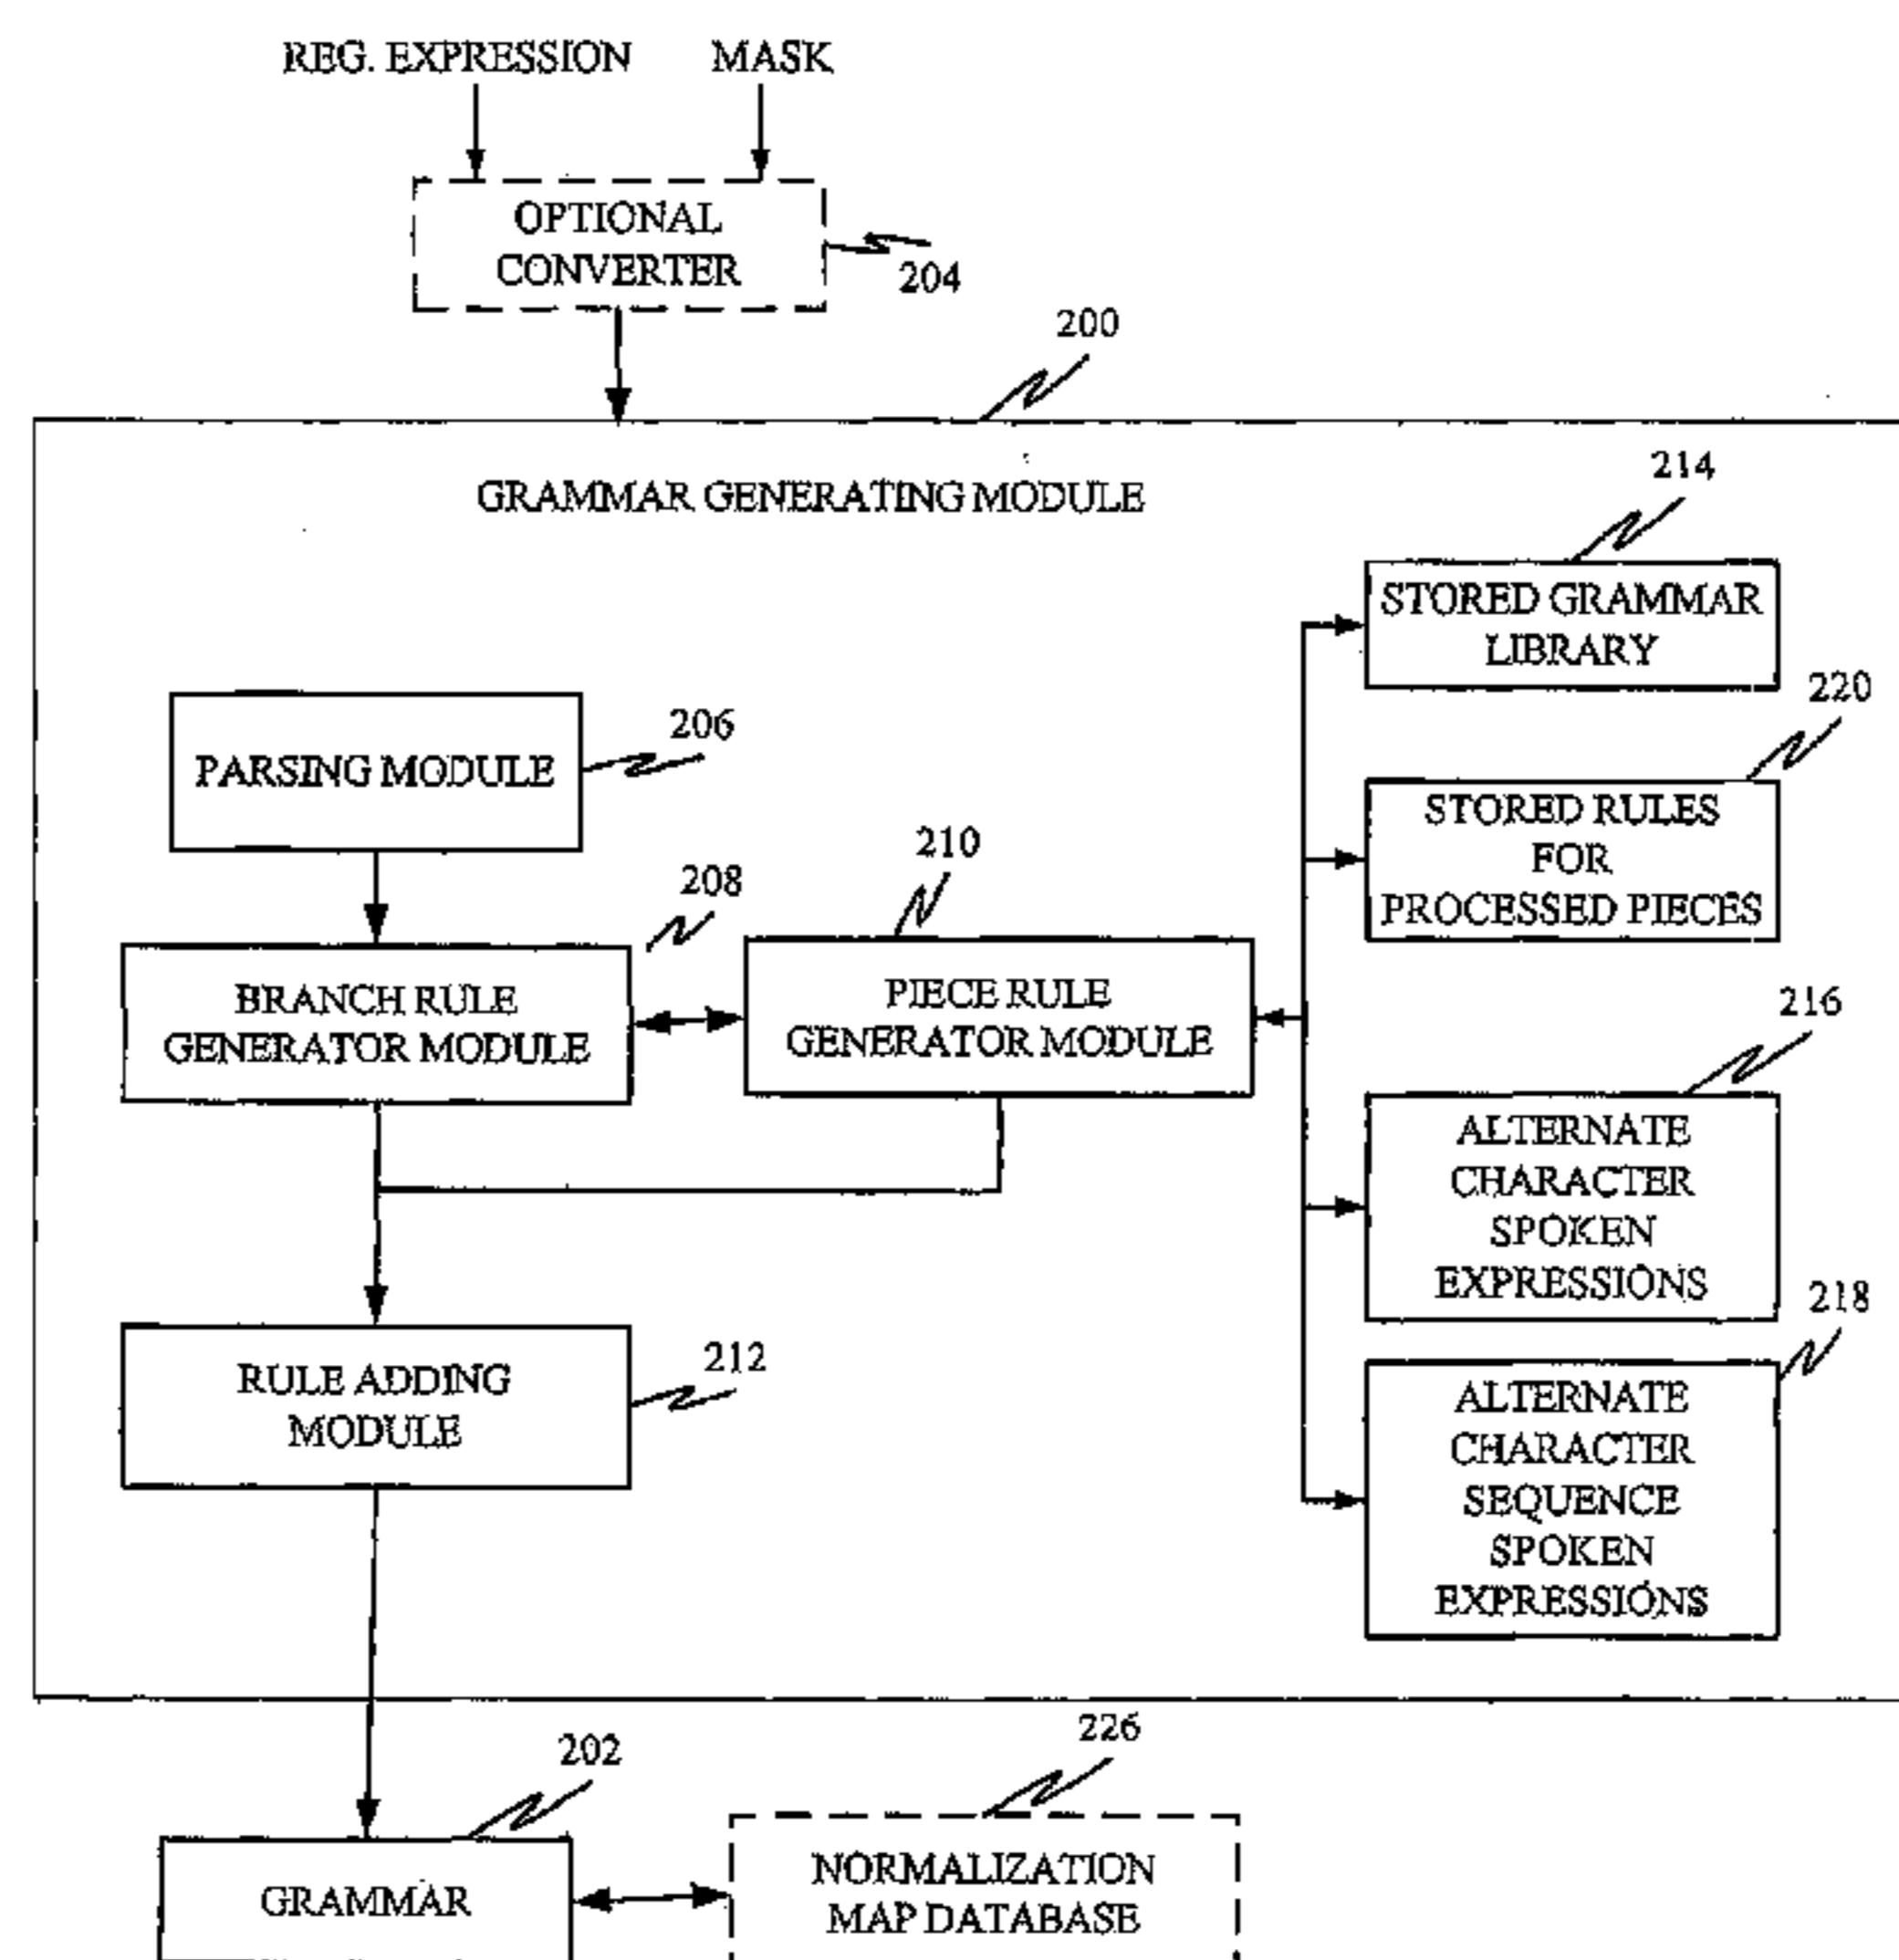 REG. EXPRESSION
MASK
OPTIONAL
CONVERTER
204
200
GRAMMAR GENERATING MODULE
214
STORED GRAMMAR
LIBRARY
220
STORED RULES
FOR
PROCESSED PIECES
PARSING MODULE
206
208
BRANCH RULE
GENERATOR MODULE
210
PIECE RULE
GENERATOR MODULE
216
ALTERNATE
CHARACTER
SPOKEN
EXPRESSIONS
218
ALTERNATE
CHARACTER
SEQUENCE
SPOKEN
EXPRESSIONS
RULE ADDING
MODULE
212
202
GRAMMAR
226
NORMALIZATION
MAP DATABASE